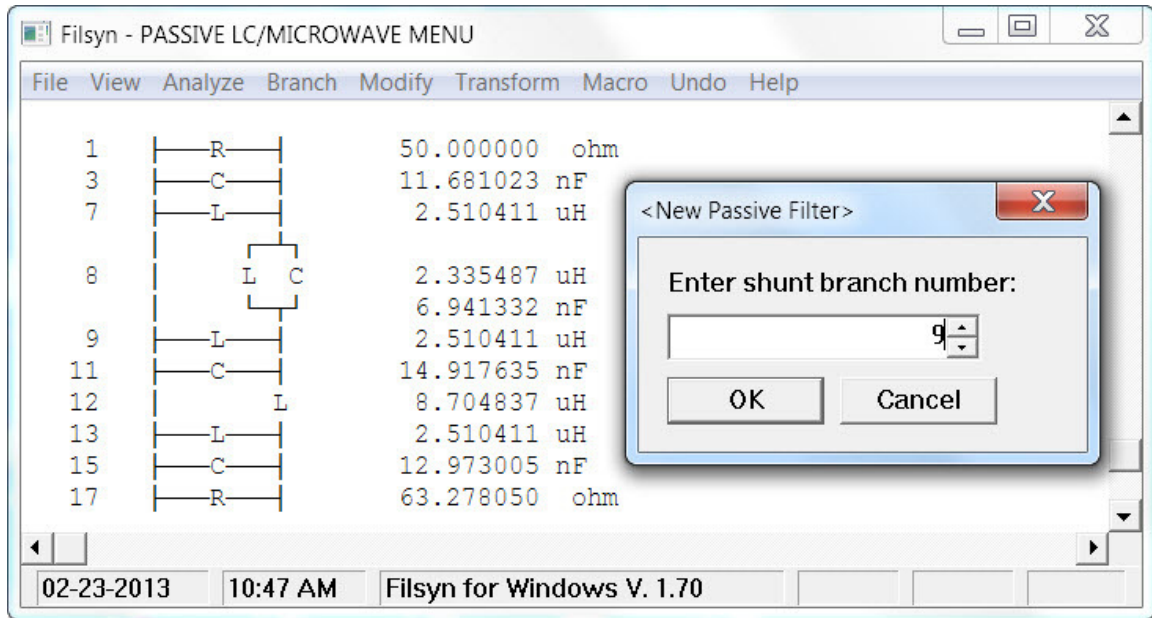 Filsyn - PASSIVE LC/MICROWAVE MENU
File View Analyze Branch Modify Transform Macro Undo Help
1 R 50.000000 ohm
3 C 11.681023 nF
7 L 2.510411 uH
8 L C 2.335487 uH
6.941332 nF
9 L 2.510411 uH
11 C 14.917635 nF
12 L 8.704837 uH
13 L 2.510411 uH
15 C 12.973005 nF
17 R 63.278050 ohm
<New Passive Filter>
Enter shunt branch number:
9
OK Cancel
02-23-2013 10:47 AM Filsyn for Windows V. 1.70